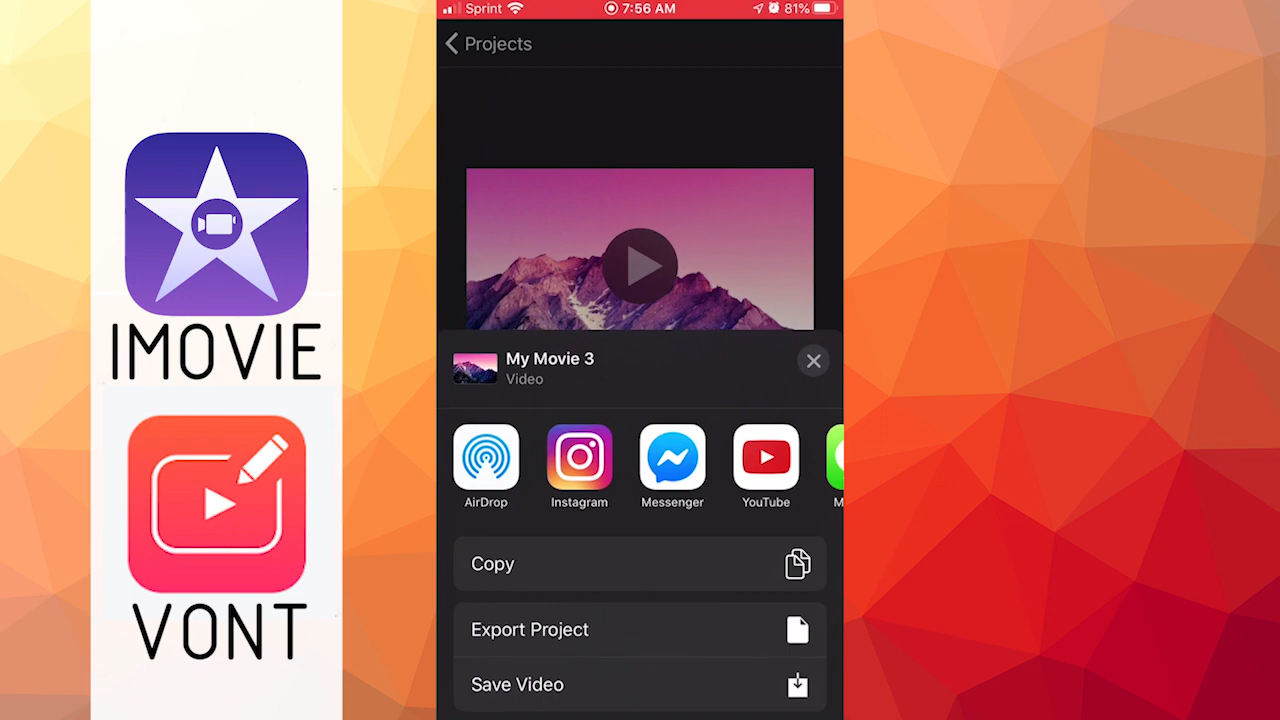 IMOVIE
VONT
Sprint 7:56 AM 81%
Projects
My Movie 3
Video
AirDrop Instagram Messenger YouTube M
Copy
Export Project
Save Video